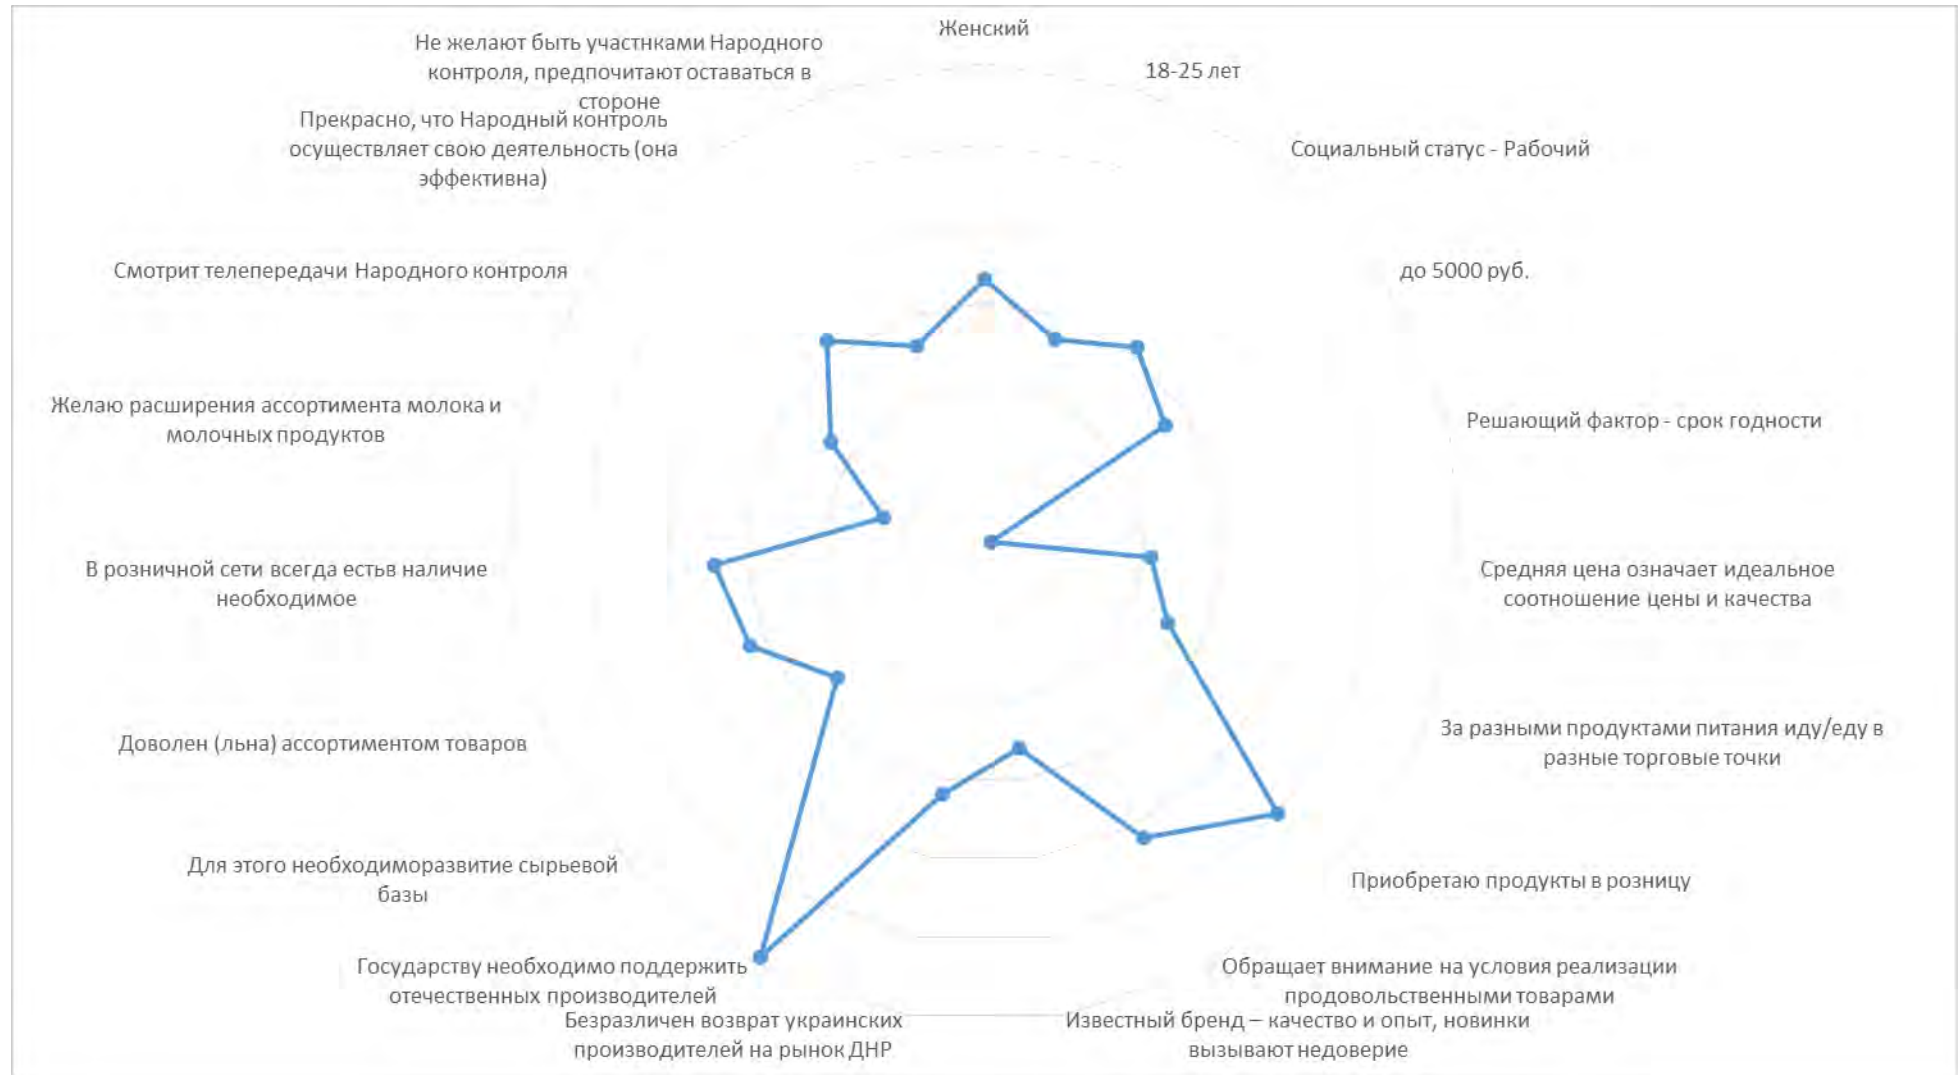 Женский
18-25 лет
Социальный статус - Рабочий
до 5000 руб.
Решающий фактор - срок годности
Средняя цена означает идеальное
соотношение цены и качества
За разными продуктами питания иду/еду в
разные торговые точки
Приобретаю продукты в розницу
Обращает внимание на условия реализации
продовольственными товарами
Известный бренд – качество и опыт, новинки
вызывают недоверие
Безразличен возврат украинских
производителей на рынок ДНР
Государству необходимо поддержить
отечественных производителей
Для этого необходиморазвитие сырьевой
базы
Доволен (льна) ассортиментом товаров
В розничной сети всегда естьв наличие
необходимое
Желаю расширения ассортимента молока и
молочных продуктов
Смотрит телепередачи Народного контроля
Прекрасно, что Народный контроль
осуществляет свою деятельность (она
эффективна)
Не желают быть участнками Народного
контроля, предпочитают оставаться в
стороне